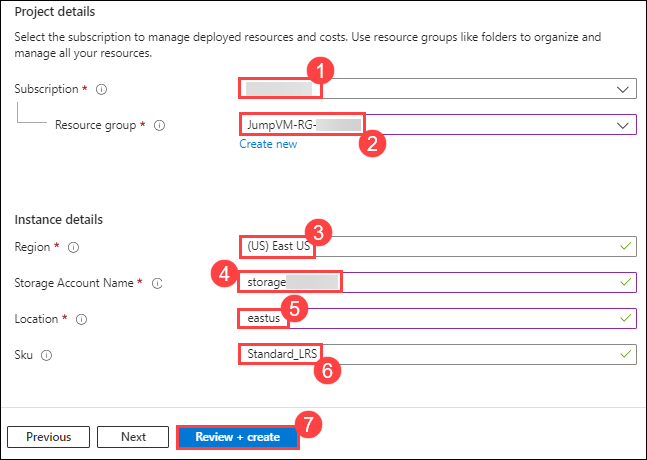 Project details
Select the subscription to manage deployed resources and costs. Use resource groups like folders to organize and
manage all your resources.
1
Subscription *
Resource group * JumpVM-RG-
2
Create new
Instance details
3
Region * (US) East US
4
Storage Account Name * storage
Location * eastus 5
Sku Standard_LRS
6
7
Previous Next Review + create